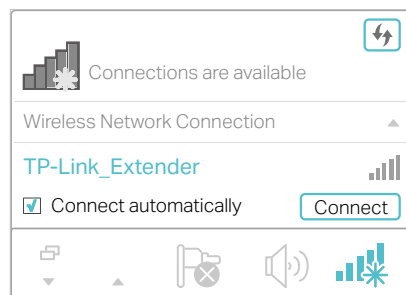 Connections are available
Wireless Network Connection
TP-Link_Extender
Connect automatically
Connect